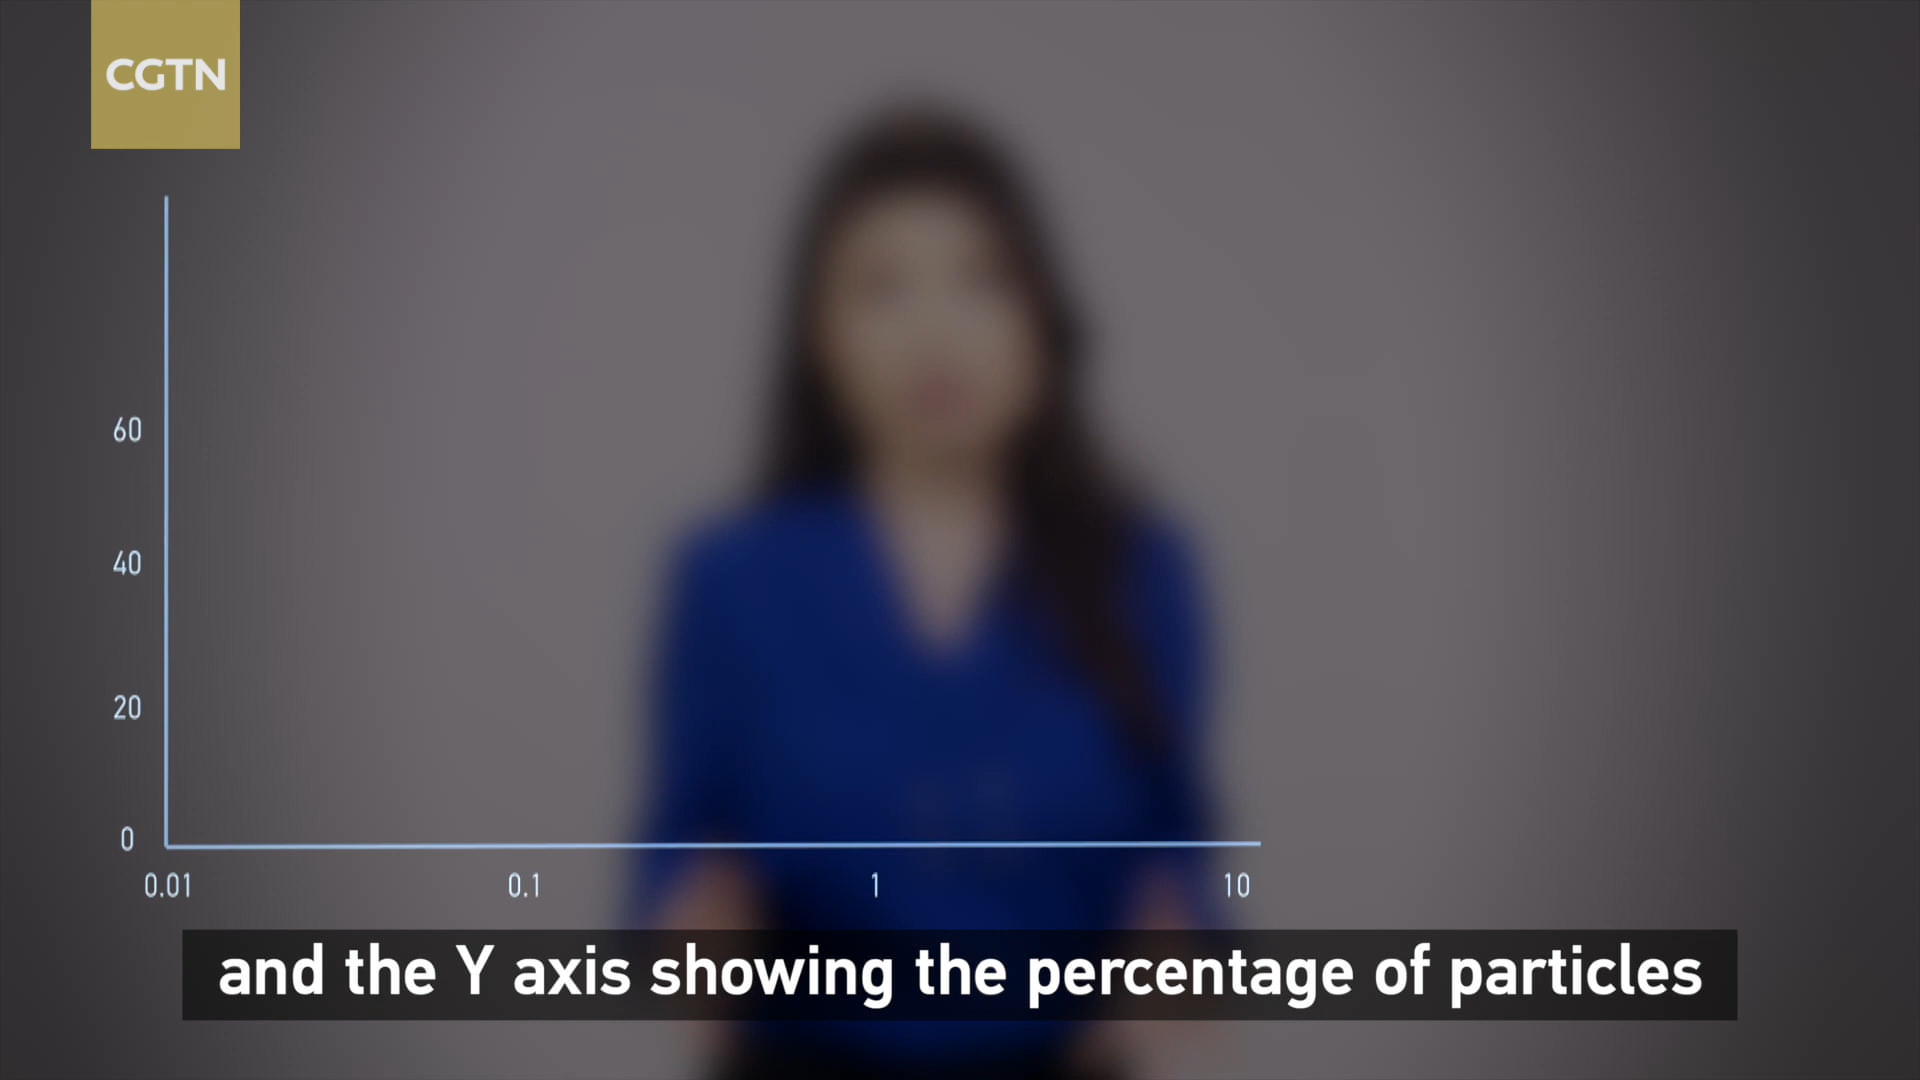 CGTN
60
40
20
0
0.01 0.1 1 10
and the Y axis showing the percentage of particles